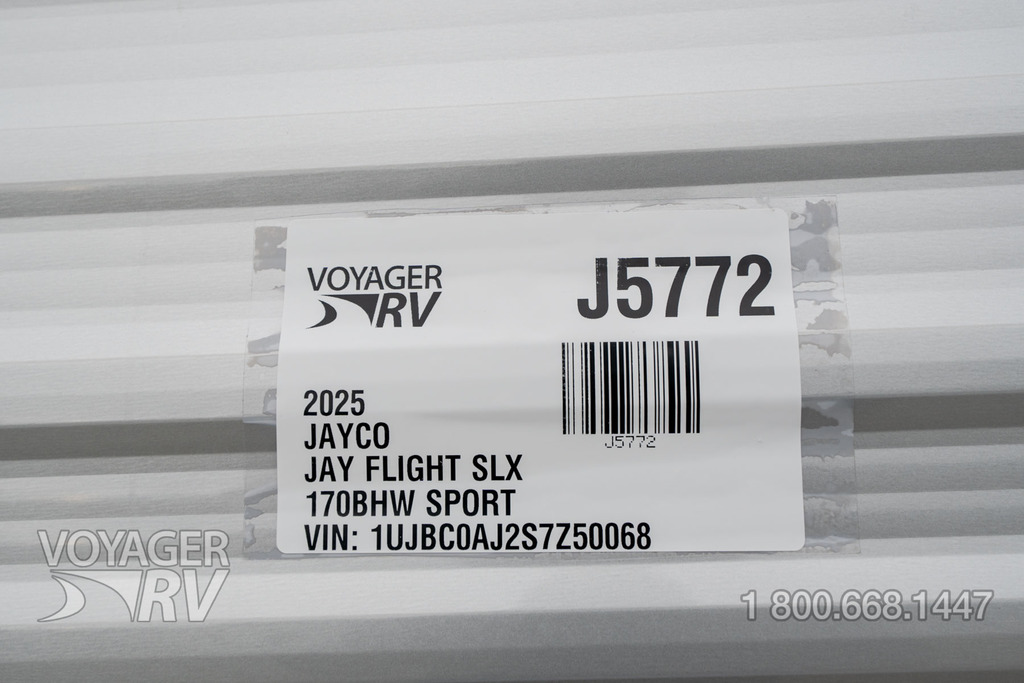 VOYAGER
RV
J5772
J5772
2025
JAYCO
JAY FLIGHT SLX
170BHW SPORT
VIN: 1UJBC0AJ2S7Z50068
VOYAGER
RV
1 800.668.1447